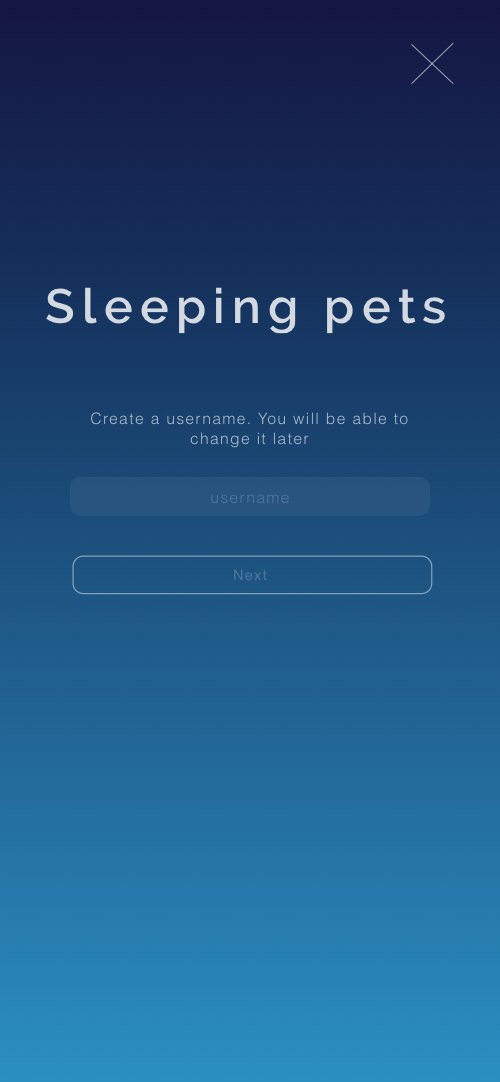 Sleeping pets
Create a username. You will be able to
change it later
username
Next